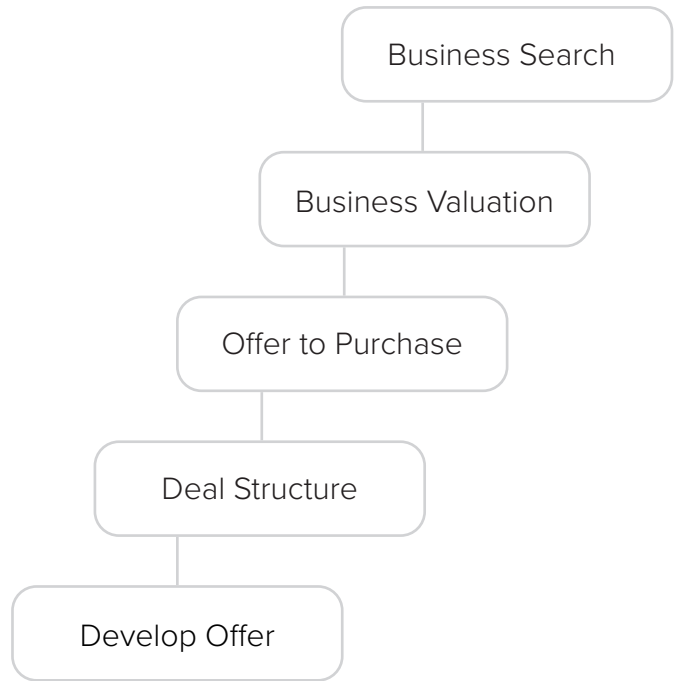 Business Search
Business Valuation
Offer to Purchase
Deal Structure
Develop Offer